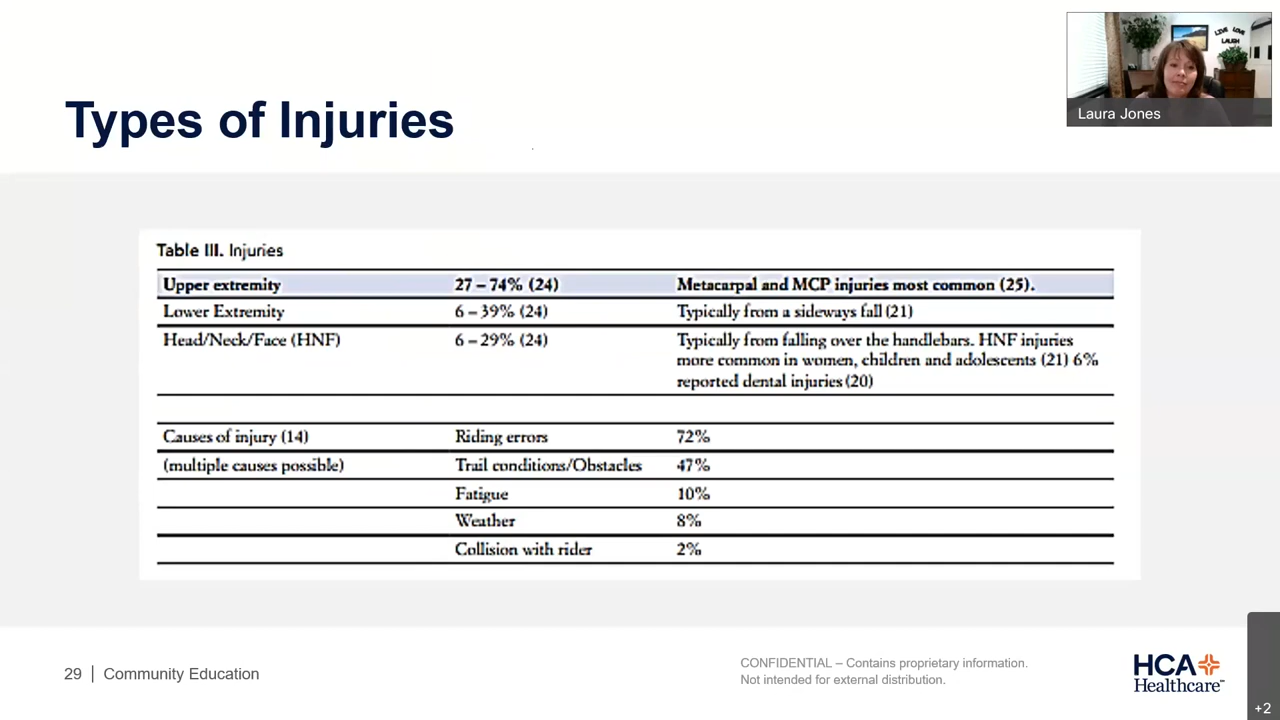 LIVE LOVE
LAUGH
Laura Jones
Types of Injuries
Table III. Injuries
Upper extremity 27 – 74% (24) Metacarpal and MCP injuries most common (25).
Lower Extremity 6 – 39% (24) Typically from a sideways fall (21)
Head/Neck/Face (HNF) 6 – 29% (24) Typically from falling over the handlebars. HNF injuries
more common in women, children and adolescents (21) 6%
reported dental injuries (20)
Causes of injury (14) Riding errors 72%
(multiple causes possible) Trail conditions/Obstacles 47%
Fatigue 10%
Weather 8%
Collision with rider 2%
29 | Community Education
CONFIDENTIAL – Contains proprietary information.
Not intended for external distribution.
HCA
Healthcare™
+2